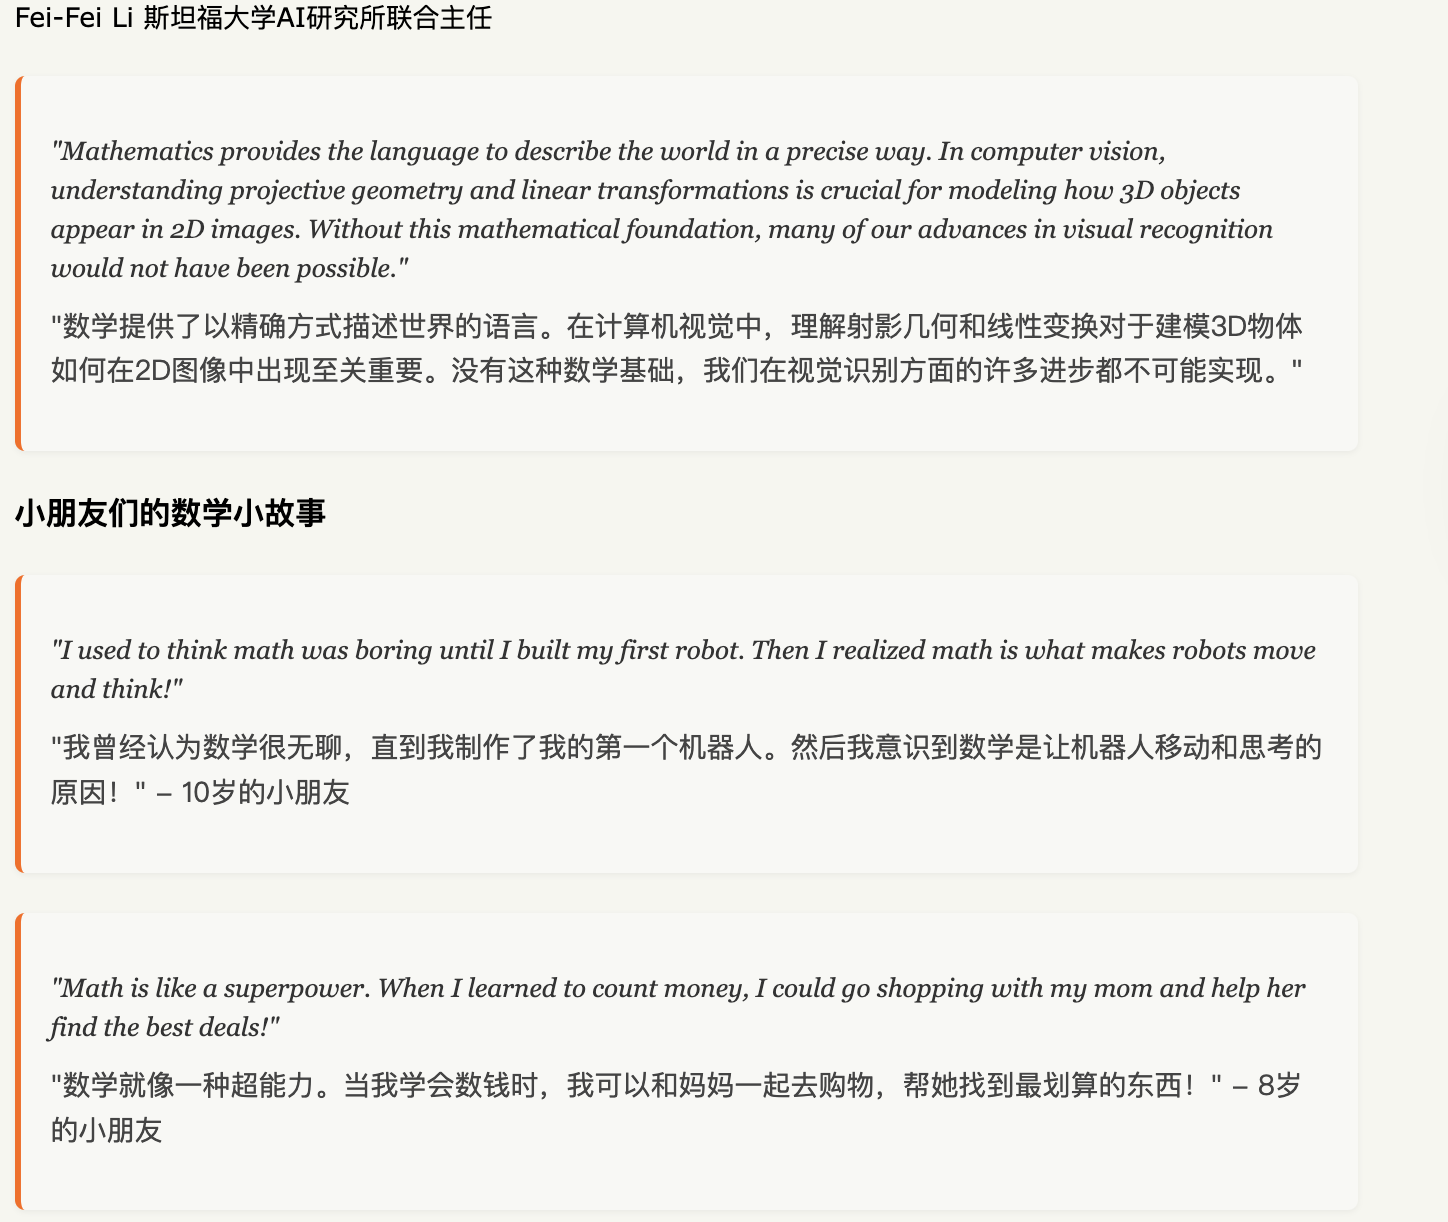 Fei-Fei Li 斯坦福大学AI研究所联合主任
"Mathematics provides the language to describe the world in a precise way. In computer vision,
understanding projective geometry and linear transformations is crucial for modeling how 3D objects
appear in 2D images. Without this mathematical foundation, many of our advances in visual recognition
would not have been possible."
"数学提供了以精确方式描述世界的语言。在计算机视觉中，理解射影几何和线性变换对于建模3D物体
如何在2D图像中出现至关重要。没有这种数学基础，我们在视觉识别方面的许多进步都不可能实现。"
小朋友们的数学小故事
"I used to think math was boring until I built my first robot. Then I realized math is what makes robots move
and think!"
"我曾经认为数学很无聊，直到我制作了我的第一个机器人。然后我意识到数学是让机器人移动和思考的
原因！" – 10岁的小朋友
"Math is like a superpower. When I learned to count money, I could go shopping with my mom and help her
find the best deals!"
"数学就像一种超能力。当我学会数钱时，我可以和妈妈一起去购物，帮她找到最划算的东西！" – 8岁
的小朋友